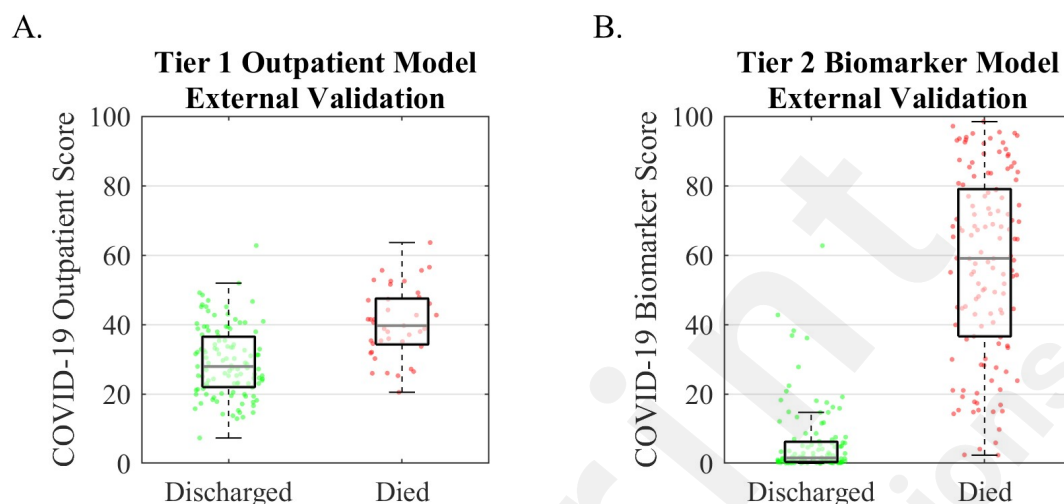 A.
Tier 1 Outpatient Model
External Validation
COVID-19 Outpatient Score
100
80
60
40
20
0
Discharged
Died
B.
Tier 2 Biomarker Model
External Validation
COVID-19 Biomarker Score
100
80
60
40
20
0
Discharged
Died